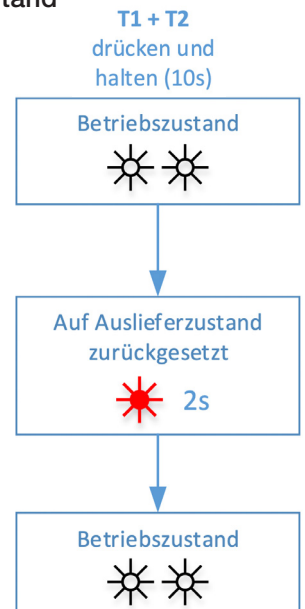 T1 + T2
drücken und
halten (10s)
Betriebszustand
Auf Auslieferzustand
zurückgesetzt
2s
Betriebszustand